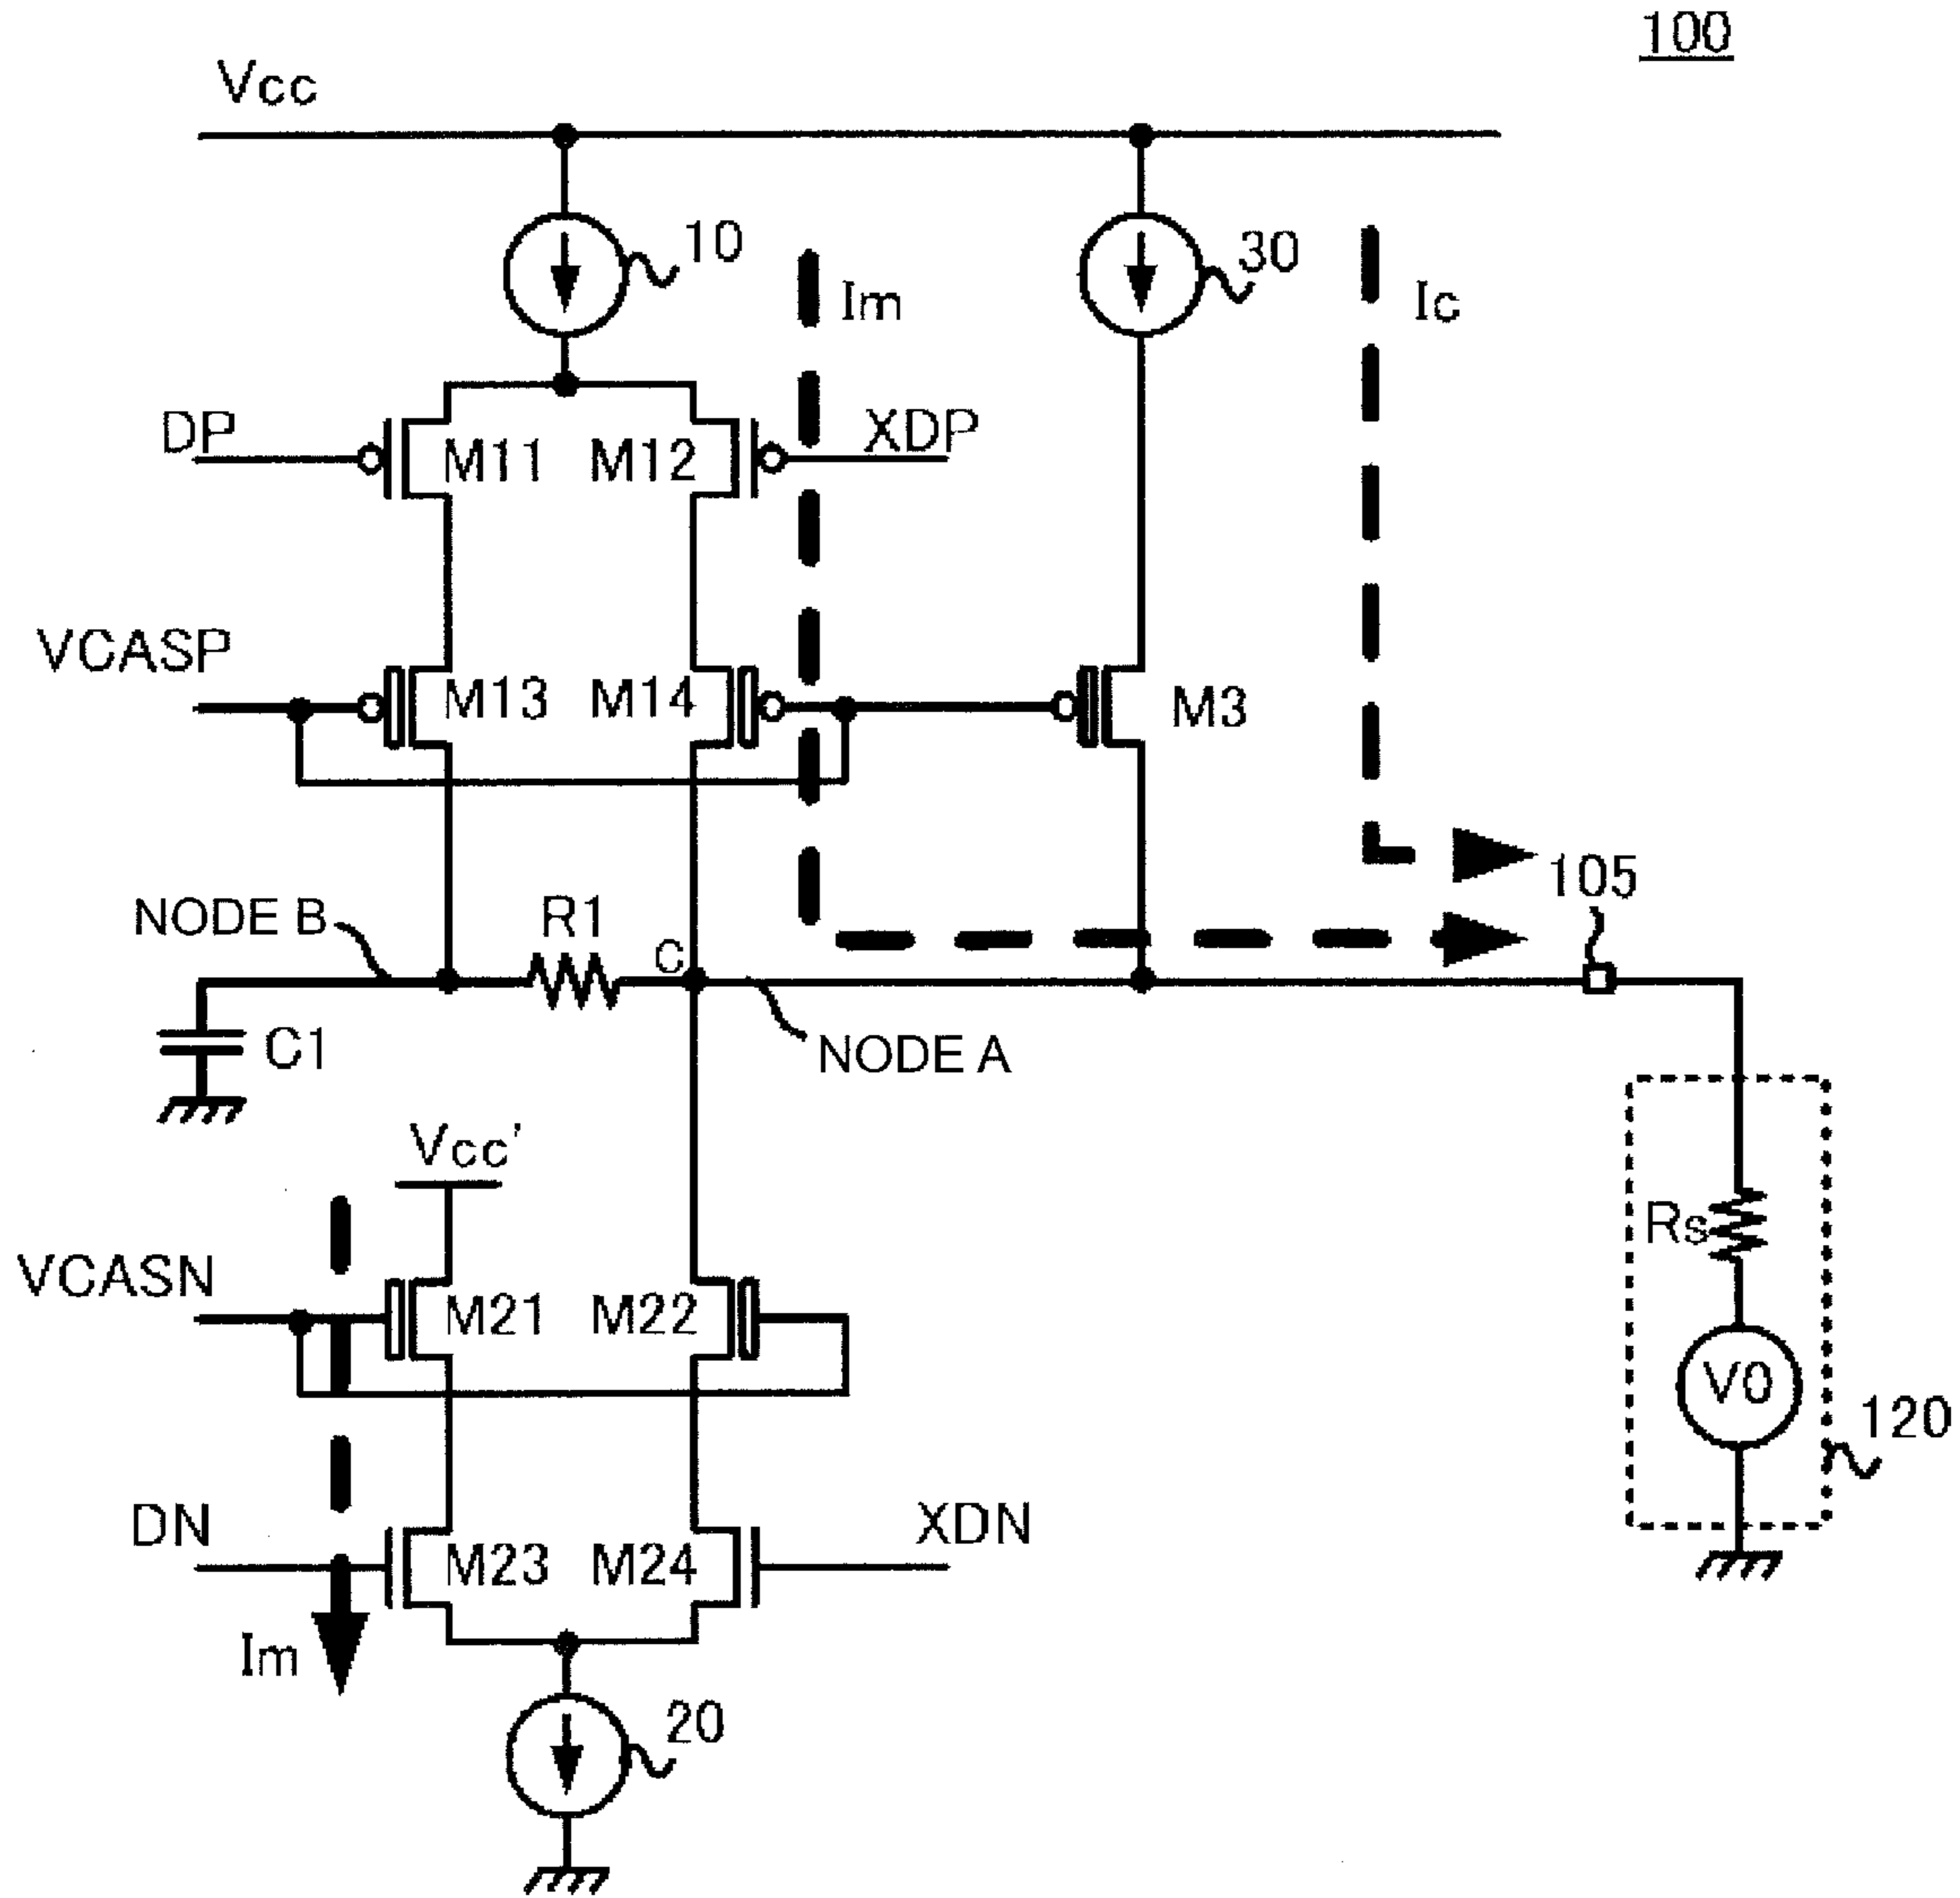 100
Vcc
10
Im
30
Ic
DP
M11
M12
XDP
VCASP
M13
M14
M3
105
NODE B
R1
C
NODE A
C1
Vcc'
Rs
VCASN
M21
M22
V0
120
DN
M23
M24
XDN
Im
20